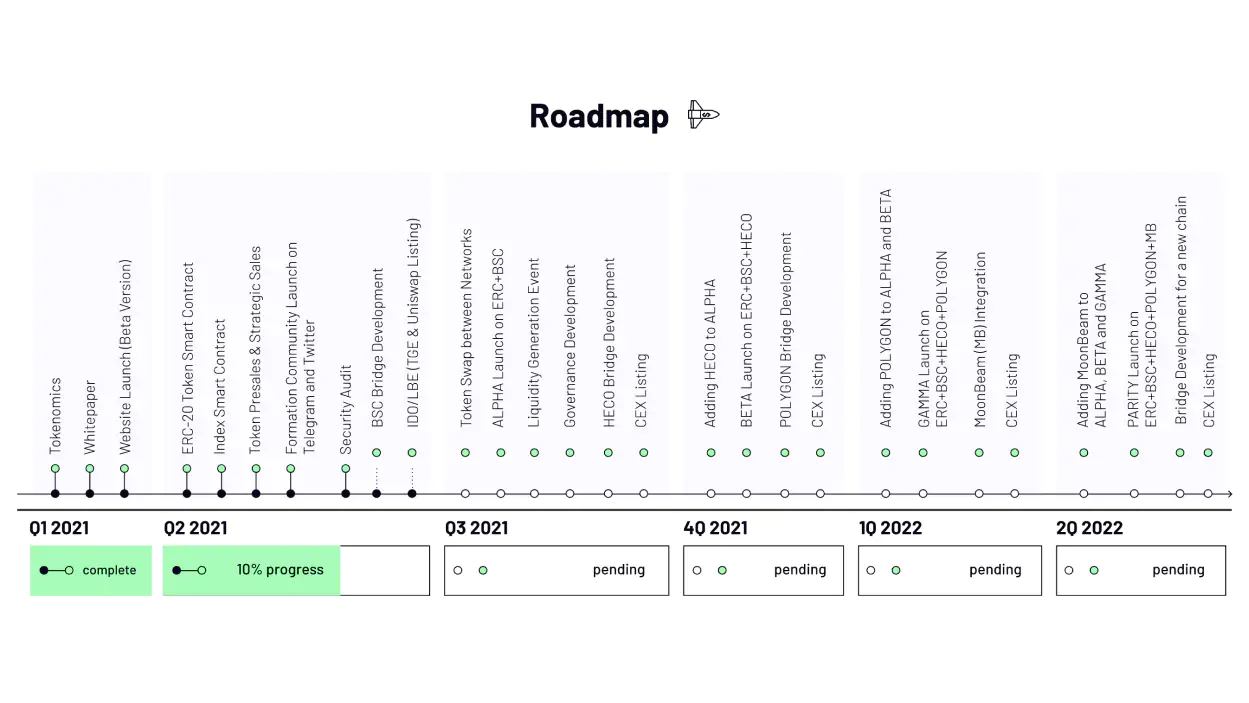 Roadmap
Tokenomics
Whitepaper
Website Launch (Beta Version)
ERC-20 Token Smart Contract
Index Smart Contract
Token Presales & Strategic Sales
Formation Community Launch on
Telegram and Twitter
Security Audit
BSC Bridge Development
IDO/LBE (TGE & Uniswap Listing)
Token Swap between Networks
ALPHA Launch on ERC+BSC
Liquidity Generation Event
Governance Development
HECO Bridge Development
CEX Listing
Adding HECO to ALPHA
BETA Launch on ERC+BSC+HECO
POLYGON Bridge Development
CEX Listing
Adding POLYGON to ALPHA and BETA
GAMMA Launch on
ERC+BSC+HECO+POLYGON
MoonBeam (MB) Integration
CEX Listing
Adding MoonBeam to
ALPHA, BETA and GAMMA
PARITY Launch on
ERC+BSC+HECO+POLYGON+MB
Bridge Development for a new chain
CEX Listing
Q1 2021
Q2 2021
Q3 2021
4Q 2021
1Q 2022
2Q 2022
complete
10% progress
pending
pending
pending
pending